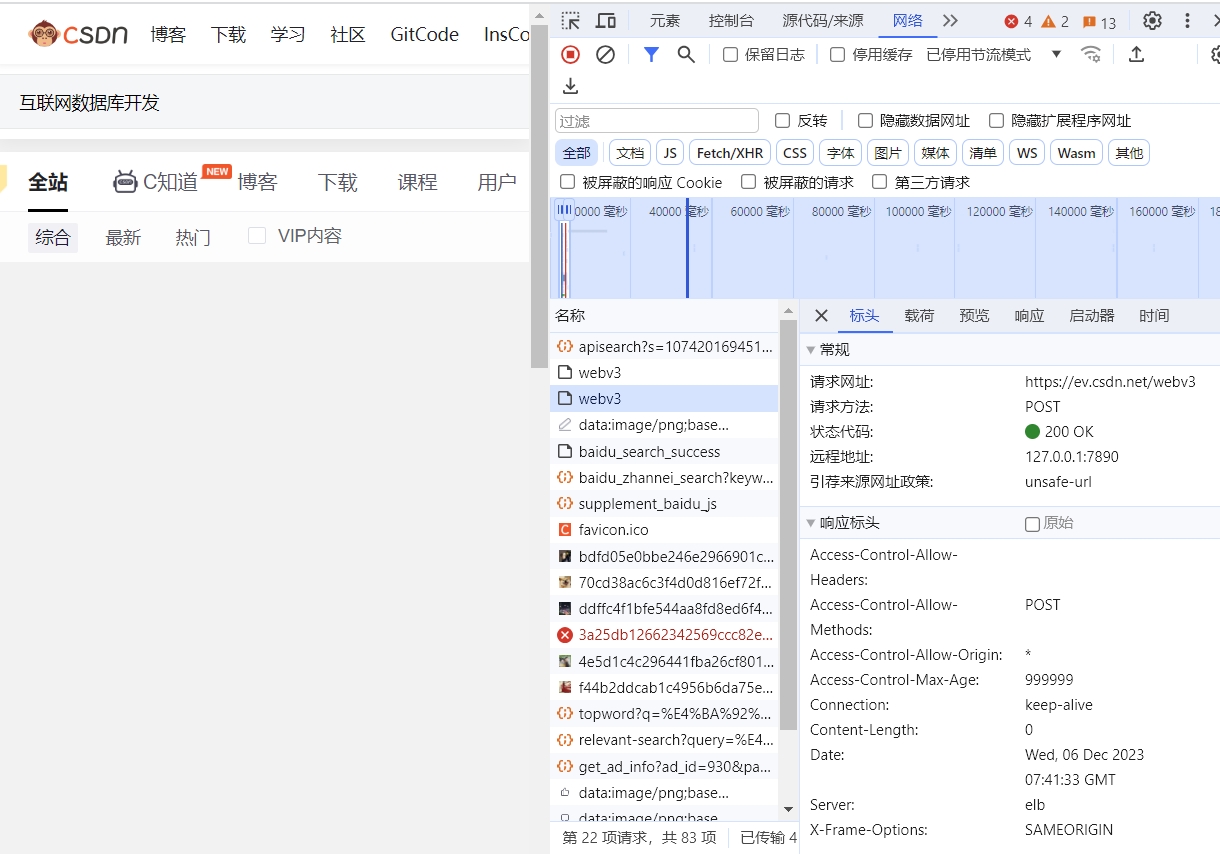 CSDN 博客 下载 学习 社区 GitCode InsCo
互联网数据库开发
全站 C知道 NEW 博客 下载 课程 用户
综合 最新 热门 VIP内容
元素 控制台 源代码/来源 网络 4 2 13
保留日志 停用缓存 已停用节流模式
过滤 反转 隐藏数据网址 隐藏扩展程序网址
全部 文档 JS Fetch/XHR CSS 字体 图片 媒体 清单 WS Wasm 其他
被屏蔽的响应 Cookie 被屏蔽的请求 第三方请求
0000 毫秒 40000 毫秒 60000 毫秒 80000 毫秒 100000 毫秒 120000 毫秒 140000 毫秒 160000 毫秒 18
名称
apisearch?s=107420169451...
webv3
webv3
data:image/png;base...
baidu_search_success
baidu_zhannei_search?keyw...
supplement_baidu_js
favicon.ico
bdfd05e0bbe246e2966901c...
70cd38ac6c3f4d0d816ef72f...
ddffc4f1bfe544aa8fd8ed6f4...
3a25db12662342569ccc82e...
4e5d1c4c296441fba26cf801...
f44b2ddcab1c4956b6da75e...
topword?q=%E4%BA%92%...
relevant-search?query=%E4...
get_ad_info?ad_id=930&pa...
data:image/png;base...
data:image/png;base
第 22 项请求，共 83 项 已传输 4
标头 载荷 预览 响应 启动器 时间
常规
请求网址: https://ev.csdn.net/webv3
请求方法: POST
状态代码: 200 OK
远程地址: 127.0.0.1:7890
引荐来源网址政策: unsafe-url
响应标头 原始
Access-Control-Allow-
Headers:
Access-Control-Allow- POST
Methods:
Access-Control-Allow-Origin: *
Access-Control-Max-Age: 999999
Connection: keep-alive
Content-Length: 0
Date: Wed, 06 Dec 2023
07:41:33 GMT
Server: elb
X-Frame-Options: SAMEORIGIN